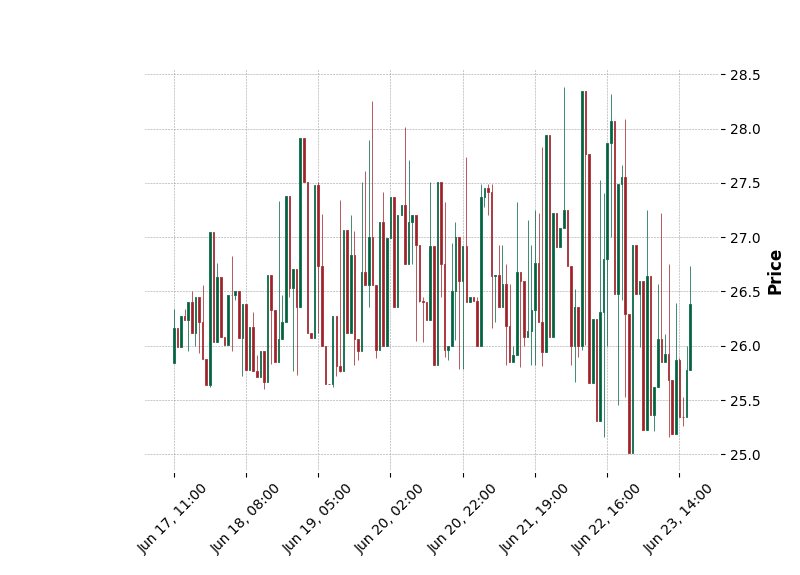 28.5
28.0
27.5
27.0
26.5
26.0
25.5
25.0
Price
Jun 17, 11:00
Jun 18, 08:00
Jun 19, 05:00
Jun 20, 02:00
Jun 20, 22:00
Jun 21, 19:00
Jun 22, 16:00
Jun 23, 14:00